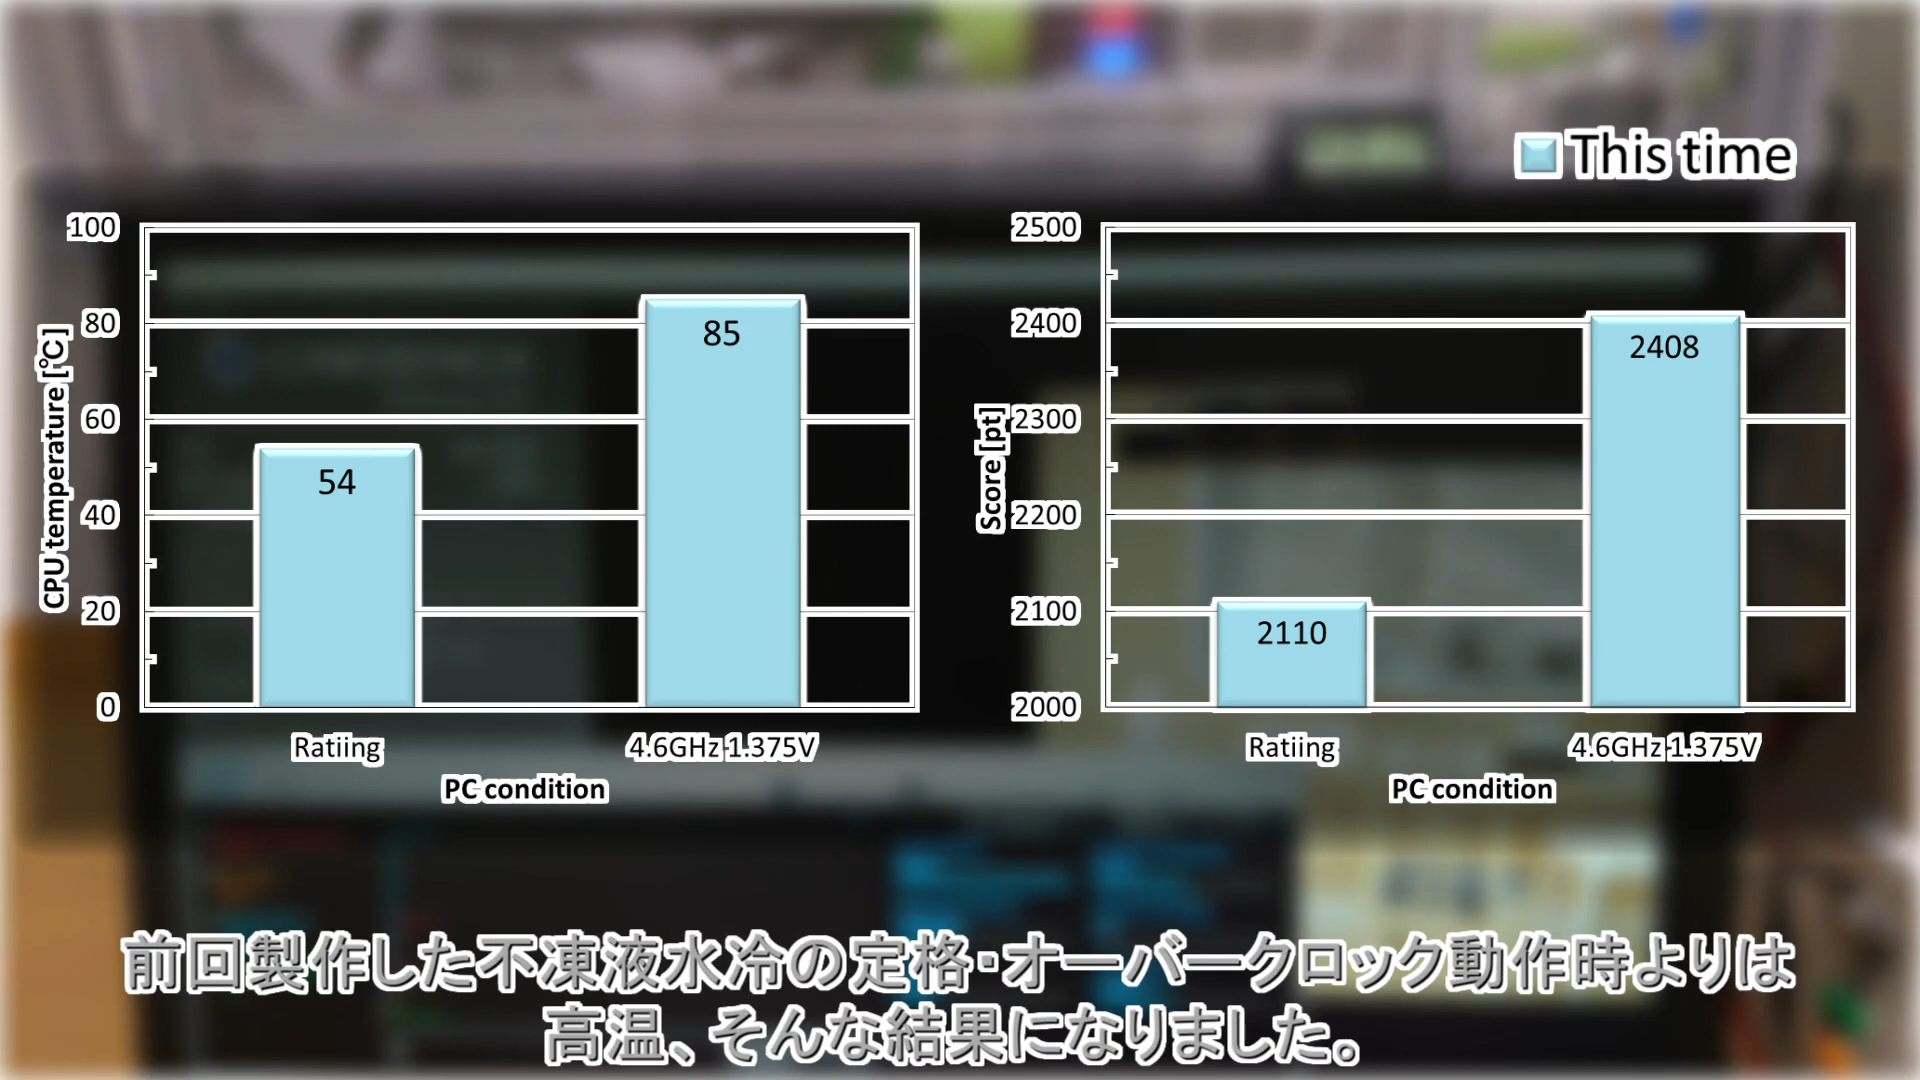 This time
100
80
60
40
20
0
CPU temperature [℃]
54
85
Ratiing
4.6GHz 1.375V
PC condition
2500
2400
2300
2200
2100
2000
Score [pt]
2110
2408
Ratiing
4.6GHz 1.375V
PC condition
前回製作した不凍液水冷の定格・オーバークロック動作時よりは
高温、そんな結果になりました。